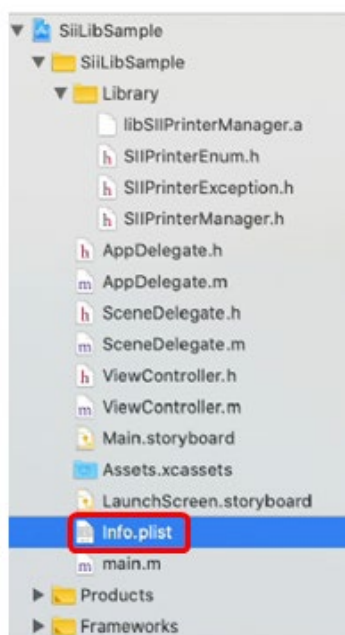 SiiLibSample
SiiLibSample
Library
libSIIPrinterManager.a
h SIIPrinterEnum.h
h SIIPrinterException.h
h SIIPrinterManager.h
h AppDelegate.h
m AppDelegate.m
h SceneDelegate.h
m SceneDelegate.m
h ViewController.h
m ViewController.m
Main.storyboard
Assets.xcassets
LaunchScreen.storyboard
Info.plist
m main.m
Products
Frameworks